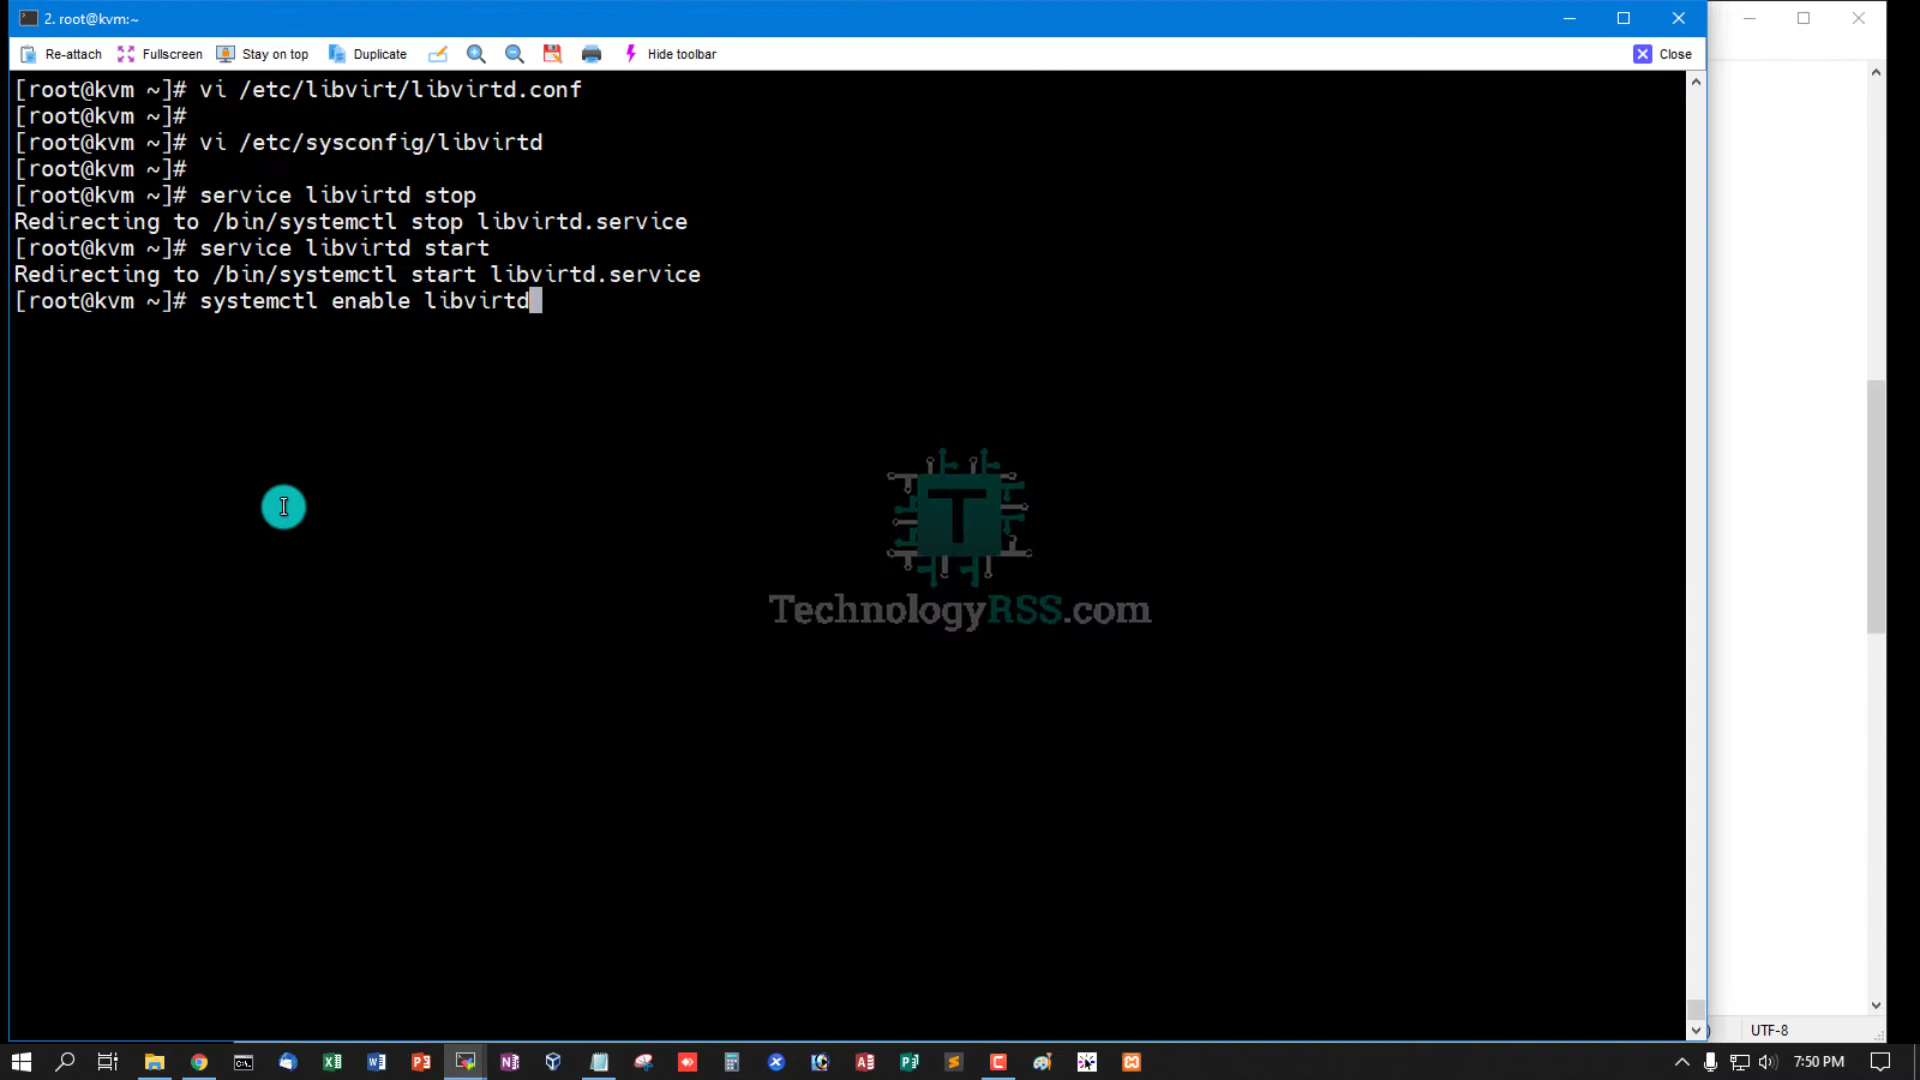 2. root@kvm:~
Re-attach Fullscreen Stay on top Duplicate Hide toolbar Close
[root@kvm ~]# vi /etc/libvirt/libvirtd.conf
[root@kvm ~]#
[root@kvm ~]# vi /etc/sysconfig/libvirtd
[root@kvm ~]#
[root@kvm ~]# service libvirtd stop
Redirecting to /bin/systemctl stop libvirtd.service
[root@kvm ~]# service libvirtd start
Redirecting to /bin/systemctl start libvirtd.service
[root@kvm ~]# systemctl enable libvirtd
T
TechnologyRSS.com
) UTF-8
7:50 PM